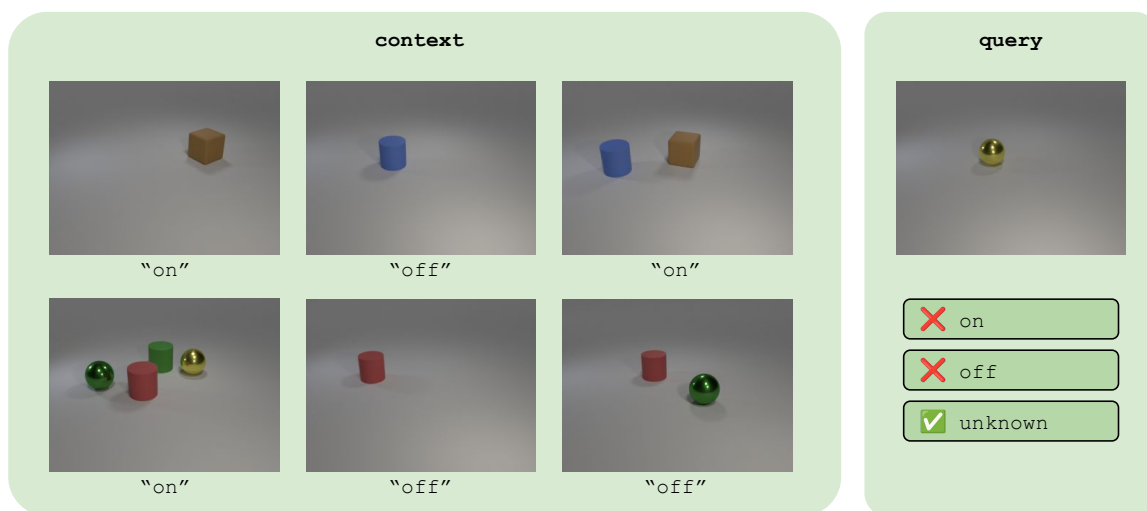 context
“on”
“off”
“on”
“on”
“off”
“off”
query
❌ on
❌ off
✅ unknown